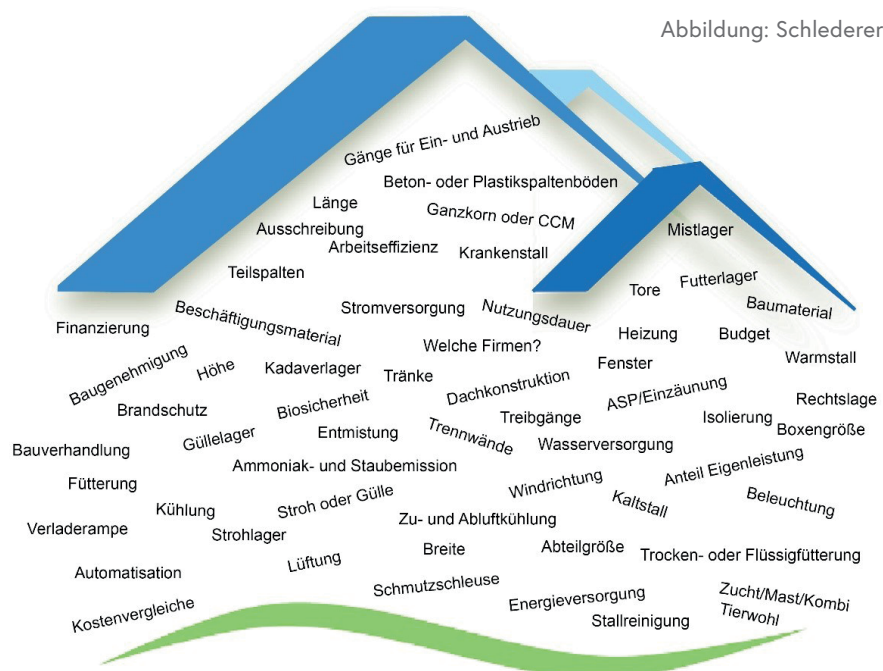 Abbildung: Schlederer
Gänge für Ein- und Austrieb
Beton- oder Plastikspaltenböden
Länge
Ganzkorn oder CCM
Ausschreibung
Mistlager
Arbeitseffizienz
Krankenstall
Teilspalten
Tore
Futterlager
Baumaterial
Finanzierung
Beschäftigungsmaterial
Stromversorgung
Nutzungsdauer
Heizung
Budget
Welche Firmen?
Warmstall
Baugenehmigung
Höhe
Kadaverlager
Tränke
Dachkonstruktion
Fenster
ASP/Einzäunung
Rechtslage
Brandschutz
Biosicherheit
Treibgänge
Isolierung
Boxengröße
Bauverhandlung
Güllelager
Entmistung
Trennwände
Wasserversorgung
Fütterung
Ammoniak- und Staubemission
Windrichtung
Anteil Eigenleistung
Kühlung
Stroh oder Gülle
Kaltstall
Beleuchtung
Verladerampe
Strohlager
Zu- und Abluftkühlung
Automatisation
Lüftung
Breite
Abteilgröße
Trocken- oder Flüssigfütterung
Kostenvergleiche
Schmutzschleuse
Energieversorgung
Zucht/Mast/Kombi
Stallreinigung
Tierwohl